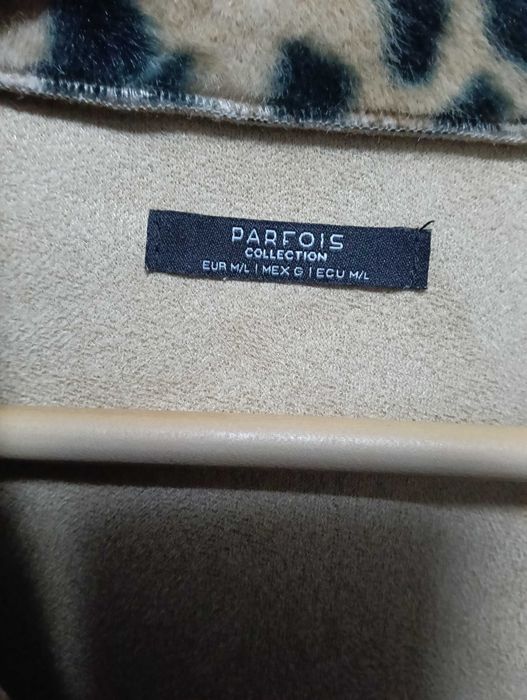 PARFOIS
COLLECTION
EUR M/L | MEX G | ECU M/L